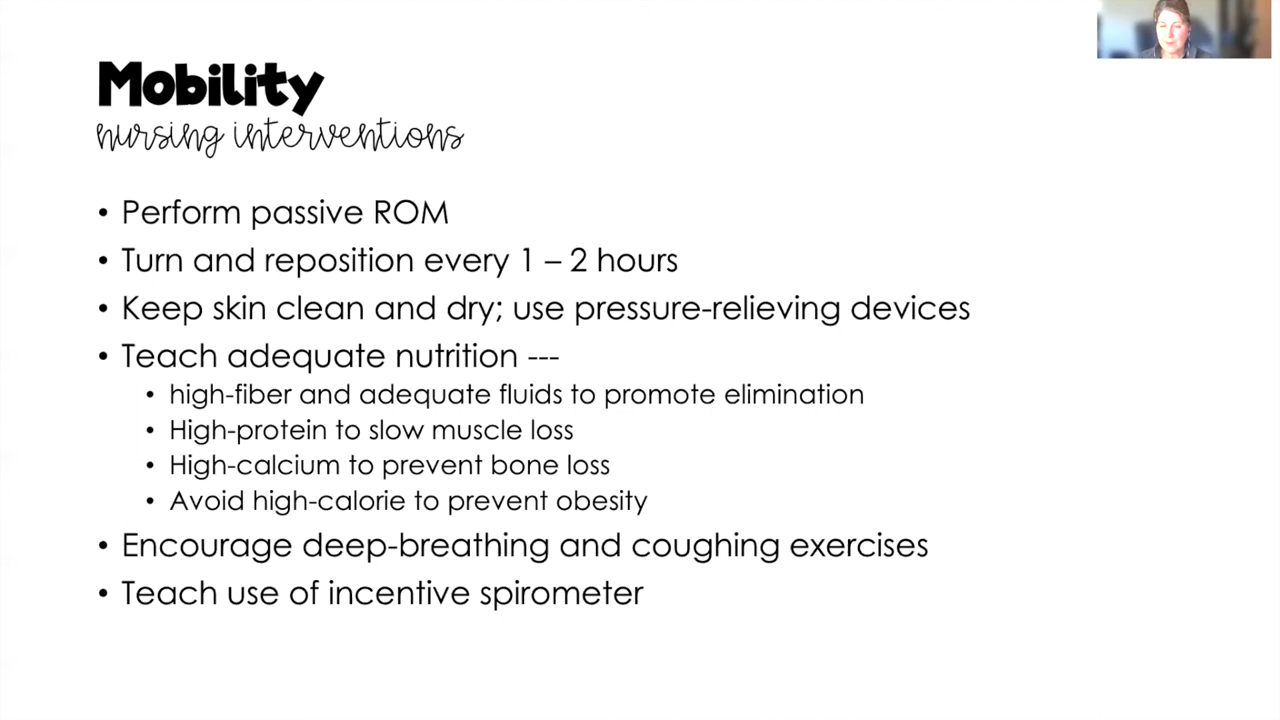 Mobility
nursing interventions
• Perform passive ROM
• Turn and reposition every 1 – 2 hours
• Keep skin clean and dry; use pressure-relieving devices
• Teach adequate nutrition ---
• high-fiber and adequate fluids to promote elimination
• High-protein to slow muscle loss
• High-calcium to prevent bone loss
• Avoid high-calorie to prevent obesity
• Encourage deep-breathing and coughing exercises
• Teach use of incentive spirometer